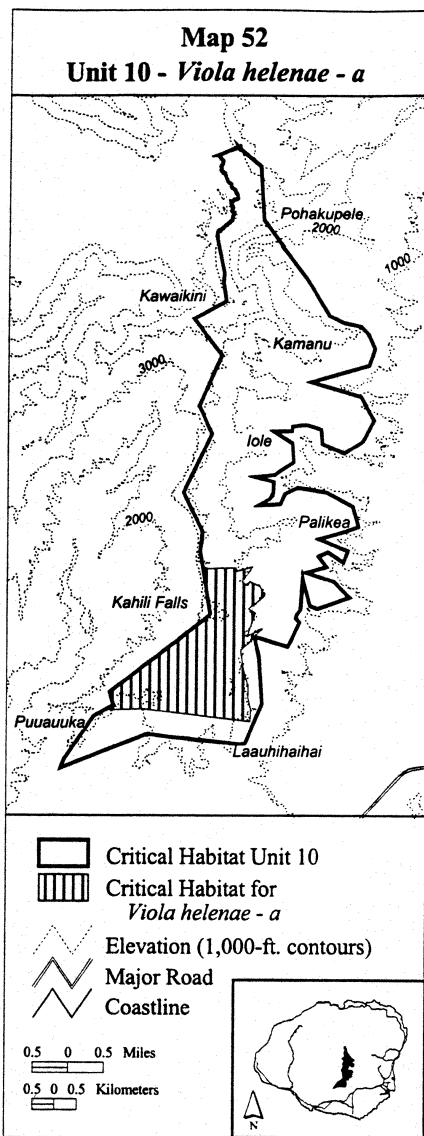 Map 52
Unit 10 - Viola helenae - a
Pohakupele
2000
1000
Kawaikini
Kamanu
3000
Iole
2000
Palikea
Kahili Falls
Puuauuka
Laauhihaihai
Critical Habitat Unit 10
Critical Habitat for
Viola helenae - a
Elevation (1,000-ft. contours)
Major Road
Coastline
0.5 0 0.5 Miles
0.5 0 0.5 Kilometers
N